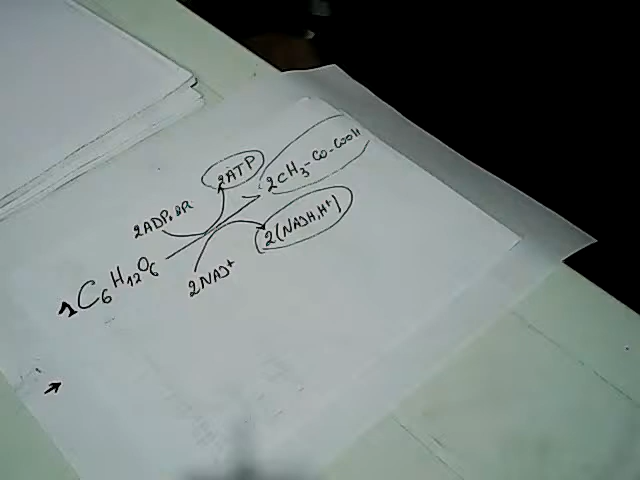 2ATP
2CH3-CO-COOH
2ADP+2Pi
2(NADH,H+)
1C6H12O6
2NAD+